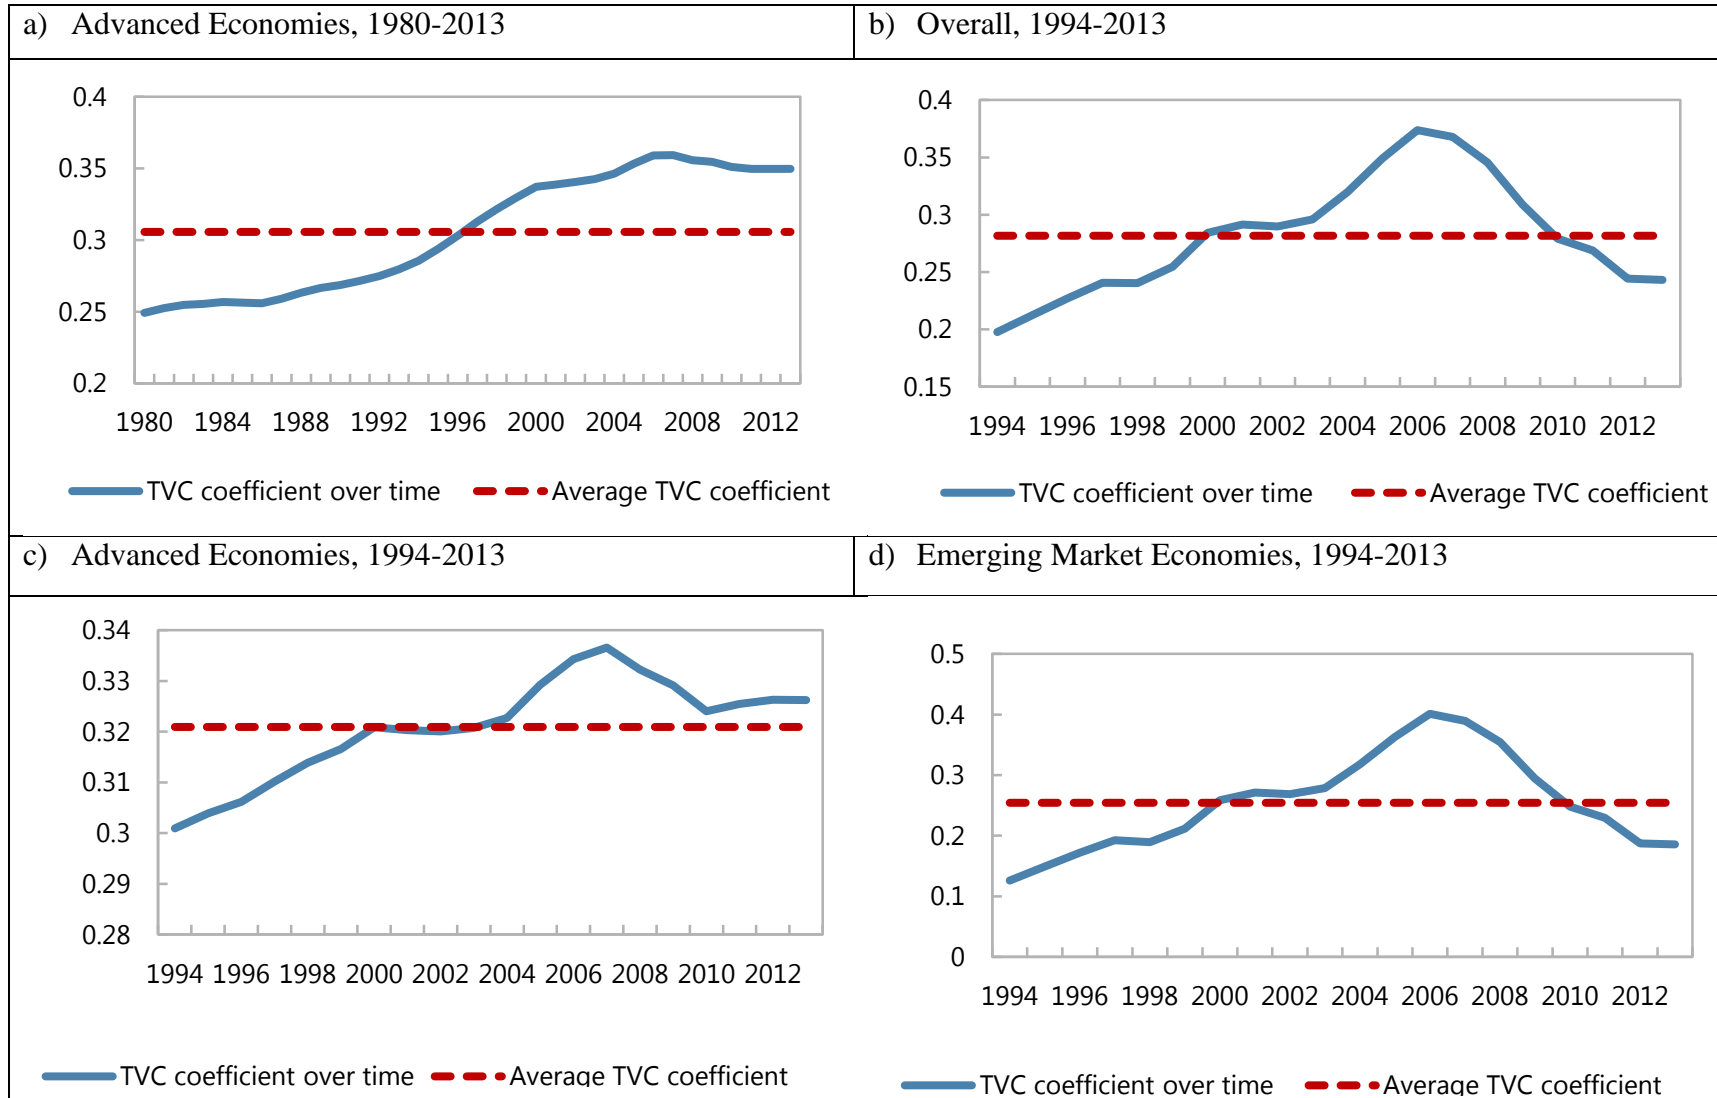 a) Advanced Economies, 1980-2013
0.4
0.35
0.3
0.25
0.2
1980 1984 1988 1992 1996 2000 2004 2008 2012
TVC coefficient over time Average TVC coefficient
b) Overall, 1994-2013
0.4
0.35
0.3
0.25
0.2
0.15
1994 1996 1998 2000 2002 2004 2006 2008 2010 2012
TVC coefficient over time Average TVC coefficient
c) Advanced Economies, 1994-2013
0.34
0.33
0.32
0.31
0.3
0.29
0.28
1994 1996 1998 2000 2002 2004 2006 2008 2010 2012
TVC coefficient over time Average TVC coefficient
d) Emerging Market Economies, 1994-2013
0.5
0.4
0.3
0.2
0.1
0
1994 1996 1998 2000 2002 2004 2006 2008 2010 2012
TVC coefficient over time Average TVC coefficient